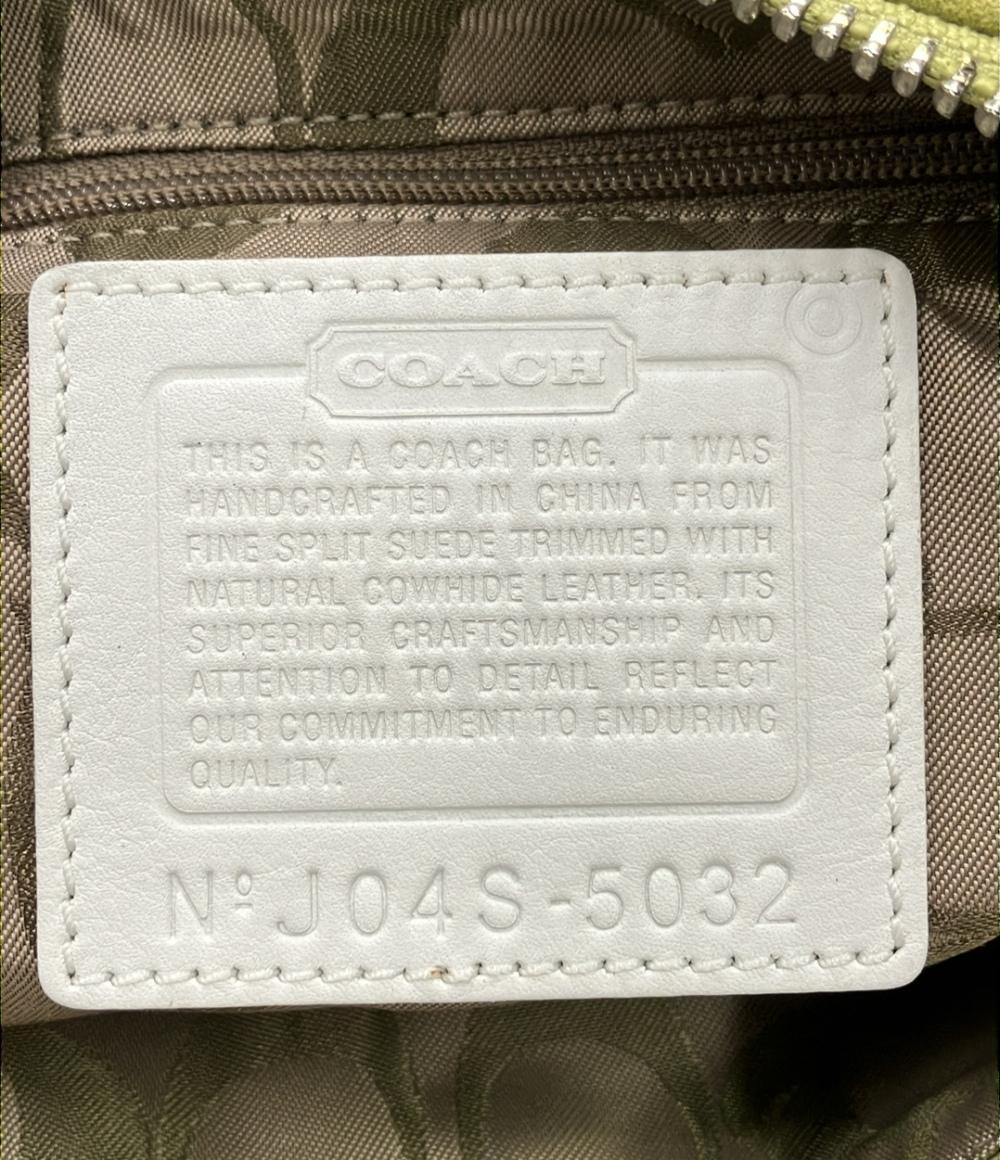 COACH
THIS IS A COACH BAG. IT WAS
HANDCRAFTED IN CHINA FROM
FINE SPLIT SUEDE TRIMMED WITH
NATURAL COWHIDE LEATHER. ITS
SUPERIOR CRAFTSMANSHIP AND
ATTENTION TO DETAIL REFLECT
OUR COMMITMENT TO ENDURING
QUALITY.
Nº J04S-5032